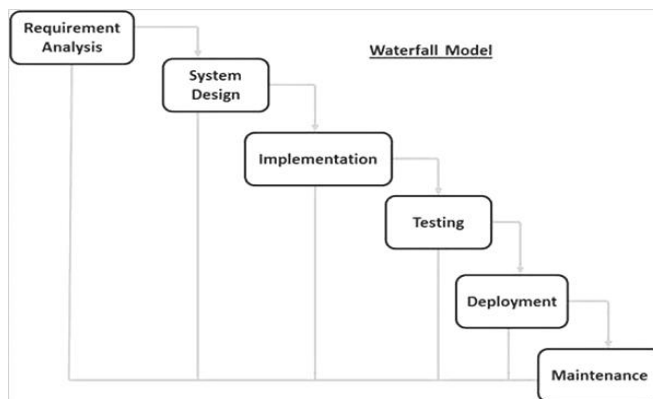 Requirement
Analysis
Waterfall Model
System
Design
Implementation
Testing
Deployment
Maintenance